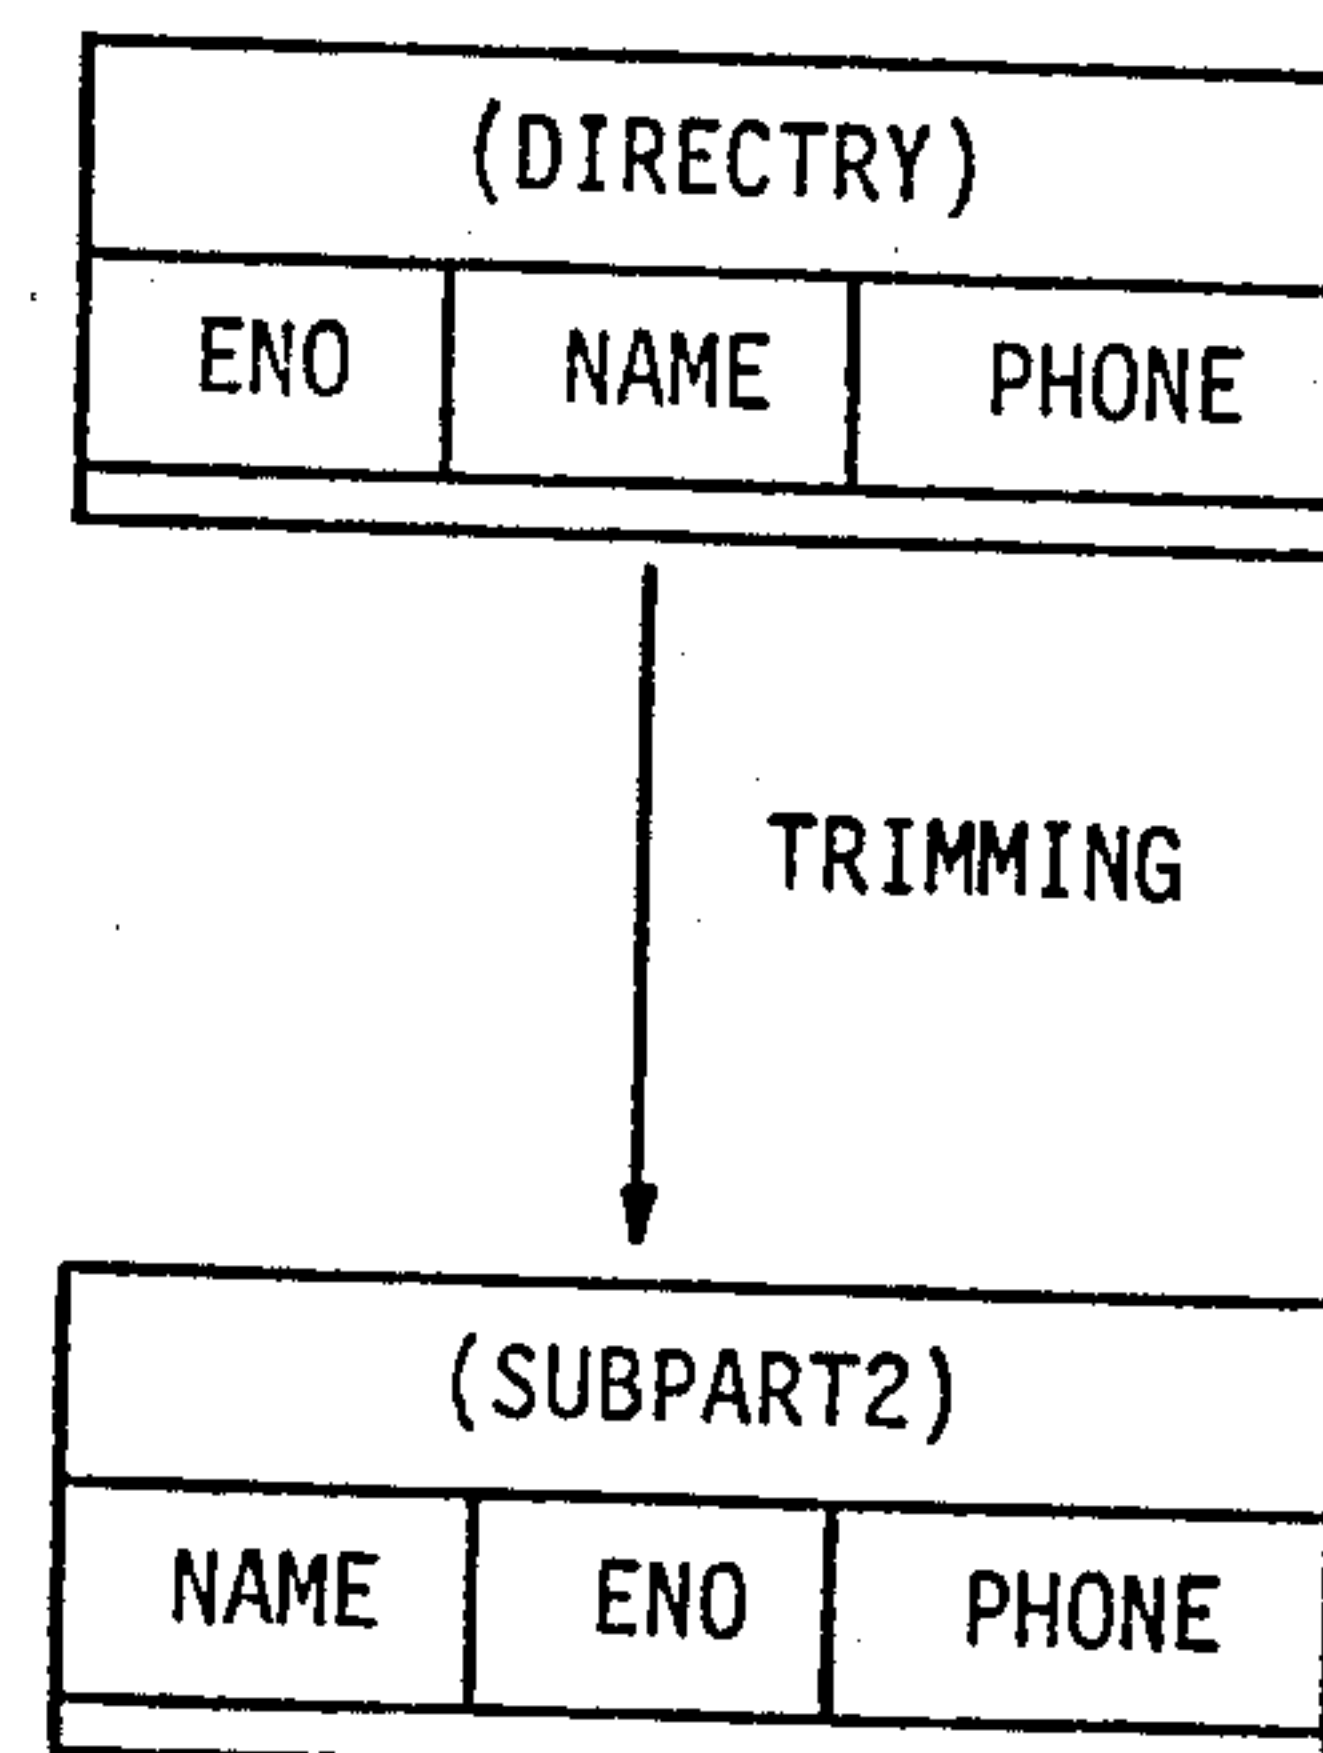 (DIRECTRY)
ENO NAME PHONE
TRIMMING
(SUBPART2)
NAME ENO PHONE